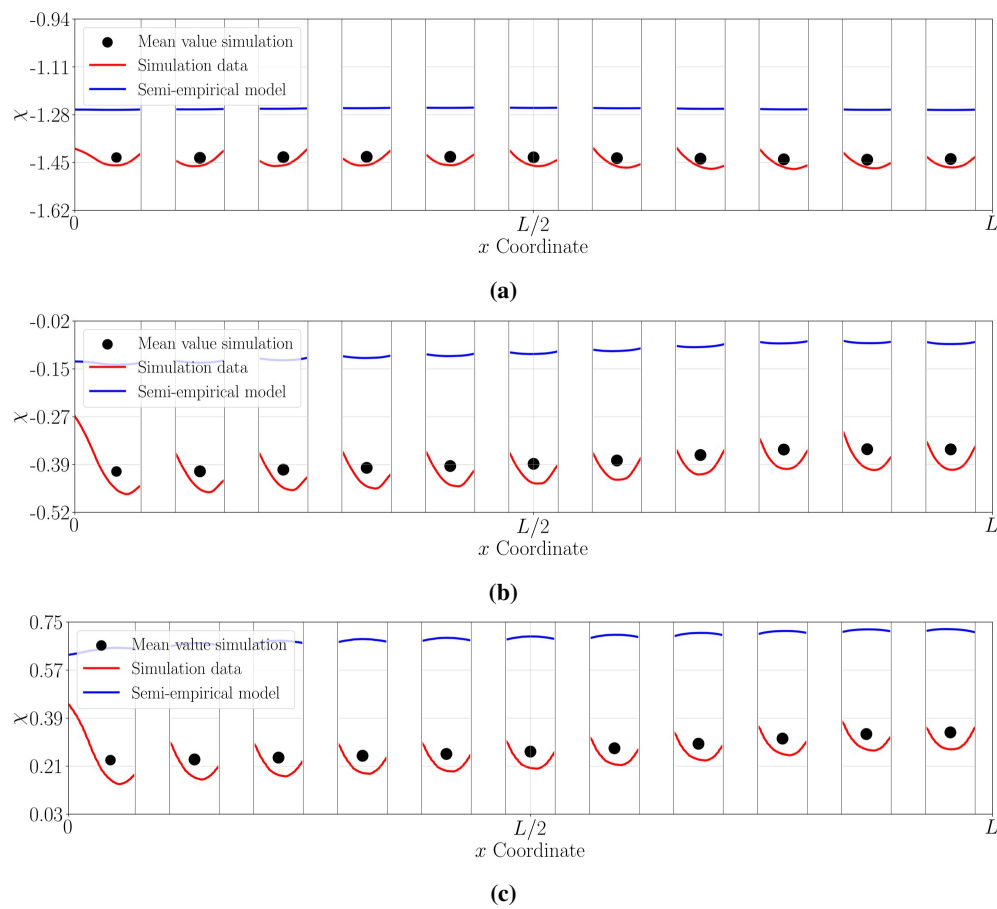 -0.94
Mean value simulation
-1.11
Simulation data
Semi-empirical model
χ
-1.28
-1.45
-1.62
0
L/2
L
x Coordinate
(a)
-0.02
Mean value simulation
-0.15
Simulation data
Semi-empirical model
χ
-0.27
-0.39
-0.52
0
L/2
L
x Coordinate
(b)
0.75
Mean value simulation
0.57
Simulation data
Semi-empirical model
χ
0.39
0.21
0.03
0
L/2
L
x Coordinate
(c)